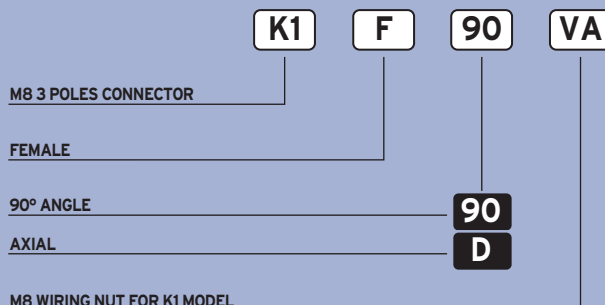 K1 F 90 VA
M8 3 POLES CONNECTOR
FEMALE
90° ANGLE 90
AXIAL D
M8 WIRING NUT FOR K1 MODEL